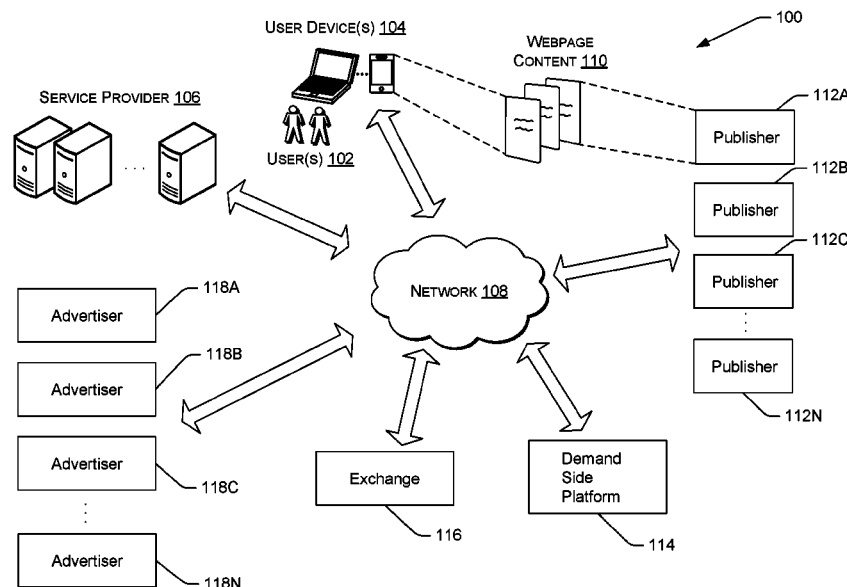 100
USER DEVICE(S) 104
WEBPAGE
CONTENT 110
SERVICE PROVIDER 106
USER(S) 102
112A
Publisher
112B
Publisher
112C
Publisher
Publisher
112N
NETWORK 108
118A
Advertiser
118B
Advertiser
Advertiser
118C
Advertiser
118N
Exchange
116
Demand
Side
Platform
114